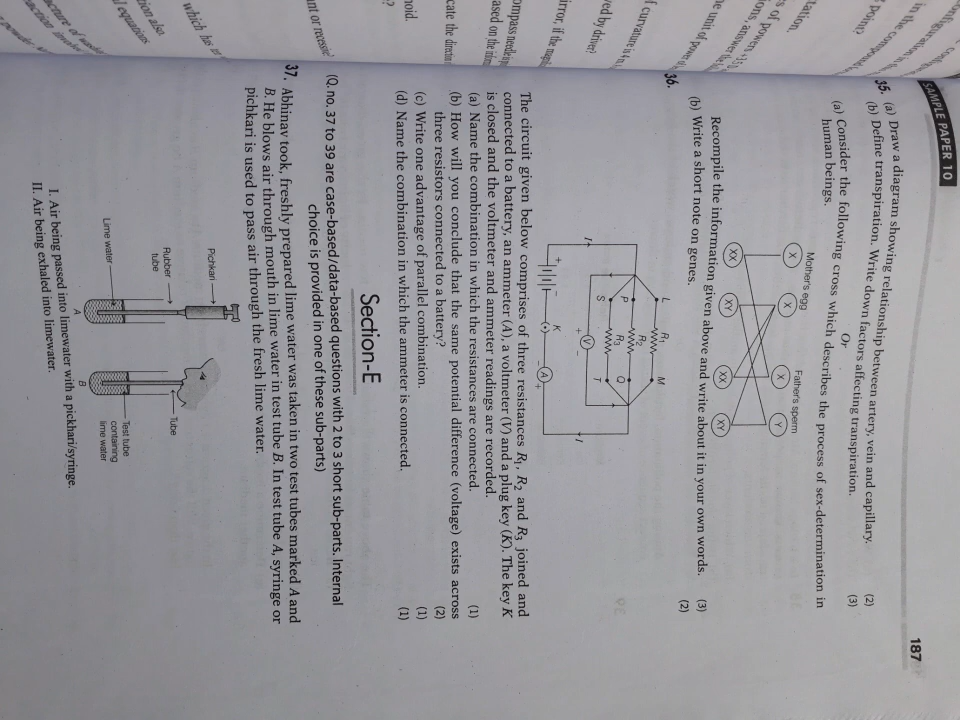 SAMPLE PAPER 10
187
35. (a) Draw a diagram showing relationship between artery, vein and capillary. (2)
(b) Define transpiration. Write down factors affecting transpiration. (3)
Or
(a) Consider the following cross which describes the process of sex-determination in
human beings.
Mother's egg
Father's sperm
X X X Y
XX XY XX XY
Recompile the information given above and write about it in your own words. (3)
(b) Write a short note on genes. (2)
36.
L R1 M
R2
P Q
R3
S T
+ V −
I I
+ − K − A +
The circuit given below comprises of three resistances R1, R2 and R3 joined and
connected to a battery, an ammeter (A), a voltmeter (V) and a plug key (K). The key K
is closed and the voltmeter and ammeter readings are recorded.
(a) Name the combination in which the resistances are connected. (1)
(b) How will you conclude that the same potential difference (voltage) exists across
three resistors connected to a battery? (2)
(c) Write one advantage of parallel combination. (1)
(d) Name the combination in which the ammeter is connected. (1)
Section-E
(Q. no. 37 to 39 are case-based/data-based questions with 2 to 3 short sub-parts. Internal
choice is provided in one of these sub-parts)
37. Abhinav took, freshly prepared lime water was taken in two test tubes marked A and
B. He blows air through mouth in lime water in test tube B. In test tube A, syringe or
pichkari is used to pass air through the fresh lime water.
Pichkari
Rubber
tube
Tube
Lime water
Test tube
containing
lime water
A
B
I. Air being passed into limewater with a pickhari/syringe.
II. Air being exhaled into limewater.